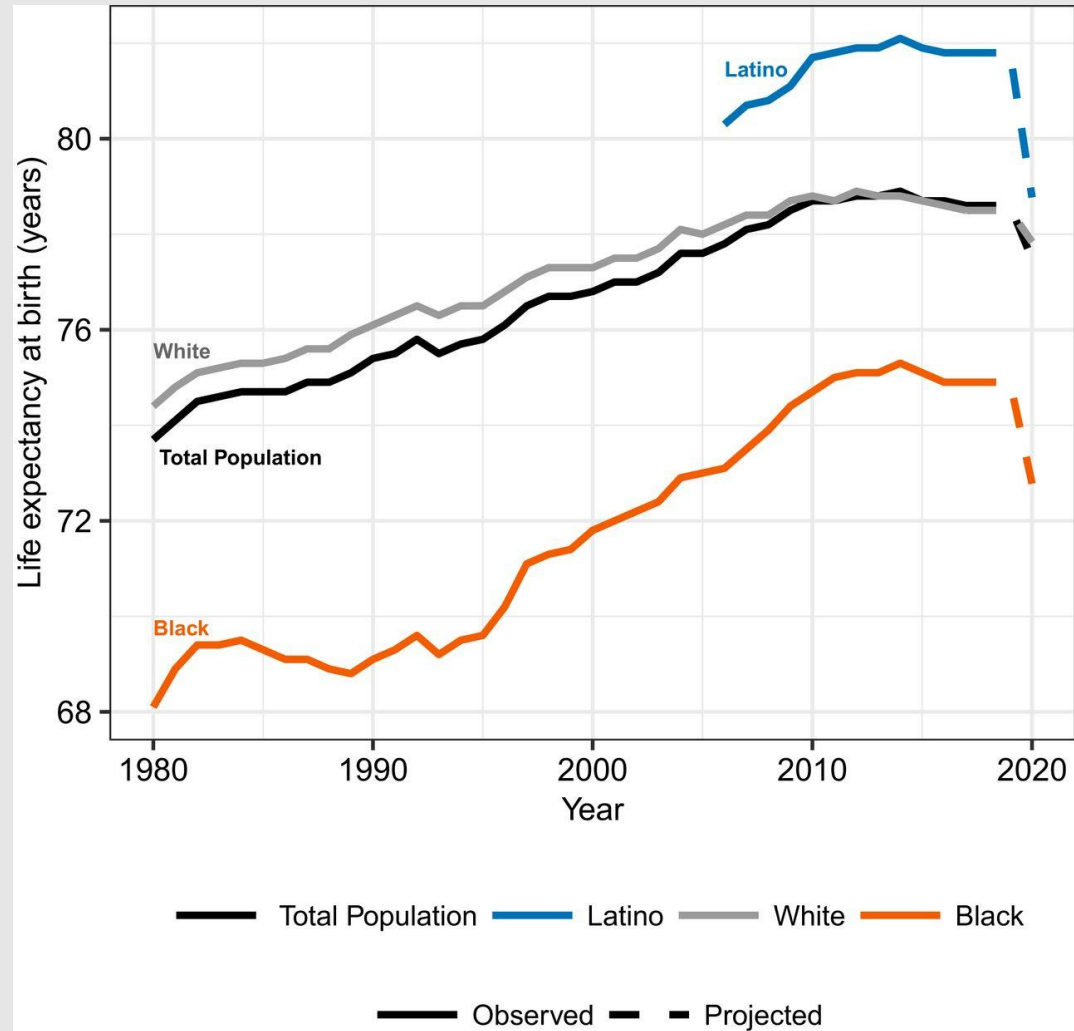 Latino
80
76
White
Total Population
72
Black
68
Life expectancy at birth (years)
1980 1990 2000 2010 2020
Year
Total Population Latino White Black
Observed Projected